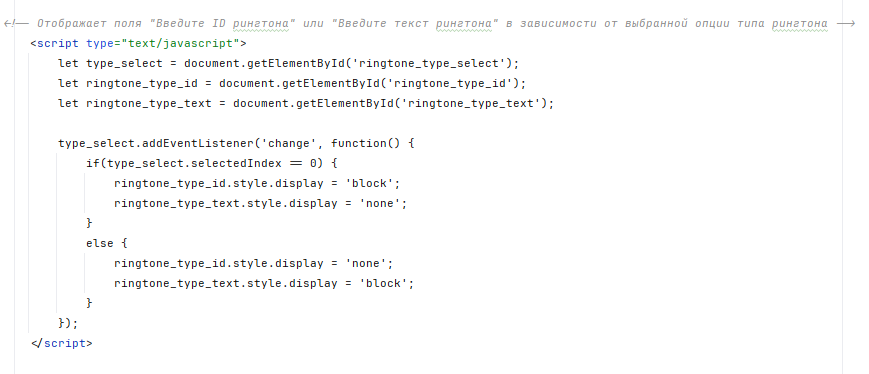 <!-- Отображает поля "Введите ID рингтона" или "Введите текст рингтона" в зависимости от выбранной опции типа рингтона -->
<script type="text/javascript">
    let type_select = document.getElementById('ringtone_type_select');
    let ringtone_type_id = document.getElementById('ringtone_type_id');
    let ringtone_type_text = document.getElementById('ringtone_type_text');

    type_select.addEventListener('change', function() {
        if(type_select.selectedIndex == 0) {
            ringtone_type_id.style.display = 'block';
            ringtone_type_text.style.display = 'none';
        }
        else {
            ringtone_type_id.style.display = 'none';
            ringtone_type_text.style.display = 'block';
        }
    });
</script>